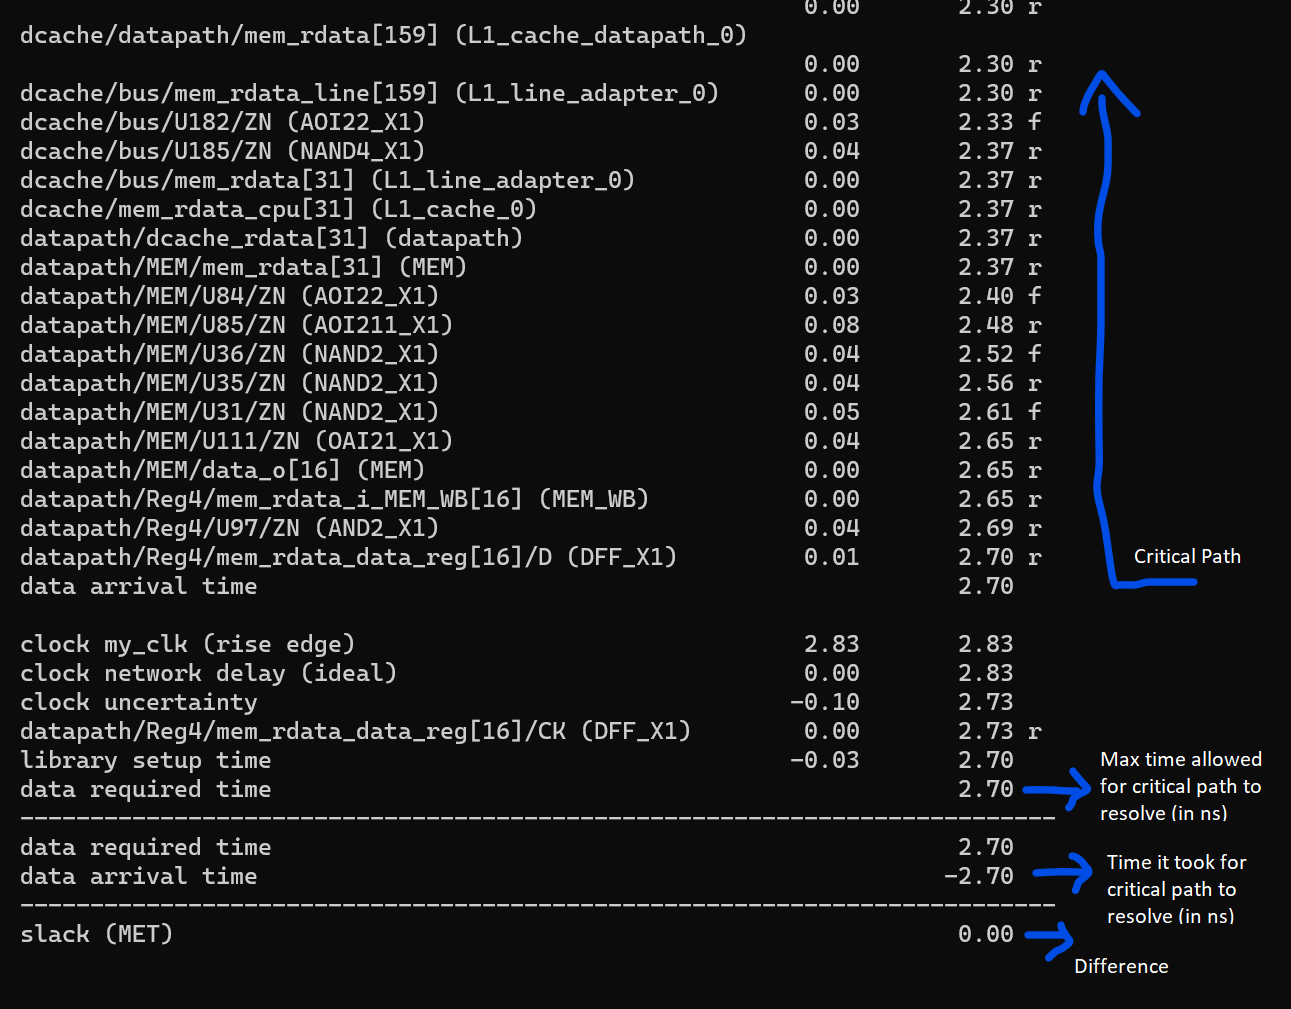 0.00 2.30 r
dcache/datapath/mem_rdata[159] (L1_cache_datapath_0)
0.00 2.30 r
dcache/bus/mem_rdata_line[159] (L1_line_adapter_0) 0.00 2.30 r
dcache/bus/U182/ZN (AOI22_X1) 0.03 2.33 f
dcache/bus/U185/ZN (NAND4_X1) 0.04 2.37 r
dcache/bus/mem_rdata[31] (L1_line_adapter_0) 0.00 2.37 r
dcache/mem_rdata_cpu[31] (L1_cache_0) 0.00 2.37 r
datapath/dcache_rdata[31] (datapath) 0.00 2.37 r
datapath/MEM/mem_rdata[31] (MEM) 0.00 2.37 r
datapath/MEM/U84/ZN (AOI22_X1) 0.03 2.40 f
datapath/MEM/U85/ZN (AOI211_X1) 0.08 2.48 r
datapath/MEM/U36/ZN (NAND2_X1) 0.04 2.52 f
datapath/MEM/U35/ZN (NAND2_X1) 0.04 2.56 r
datapath/MEM/U31/ZN (NAND2_X1) 0.05 2.61 f
datapath/MEM/U111/ZN (OAI21_X1) 0.04 2.65 r
datapath/MEM/data_o[16] (MEM) 0.00 2.65 r
datapath/Reg4/mem_rdata_i_MEM_WB[16] (MEM_WB) 0.00 2.65 r
datapath/Reg4/U97/ZN (AND2_X1) 0.04 2.69 r
datapath/Reg4/mem_rdata_data_reg[16]/D (DFF_X1) 0.01 2.70 r
Critical Path
data arrival time 2.70
clock my_clk (rise edge) 2.83 2.83
clock network delay (ideal) 0.00 2.83
clock uncertainty -0.10 2.73
datapath/Reg4/mem_rdata_data_reg[16]/CK (DFF_X1) 0.00 2.73 r
library setup time -0.03 2.70
data required time 2.70
Max time allowed
for critical path to
resolve (in ns)
--------------------------------------------------------------------------
data required time 2.70
data arrival time -2.70
Time it took for
critical path to
resolve (in ns)
--------------------------------------------------------------------------
slack (MET) 0.00
Difference